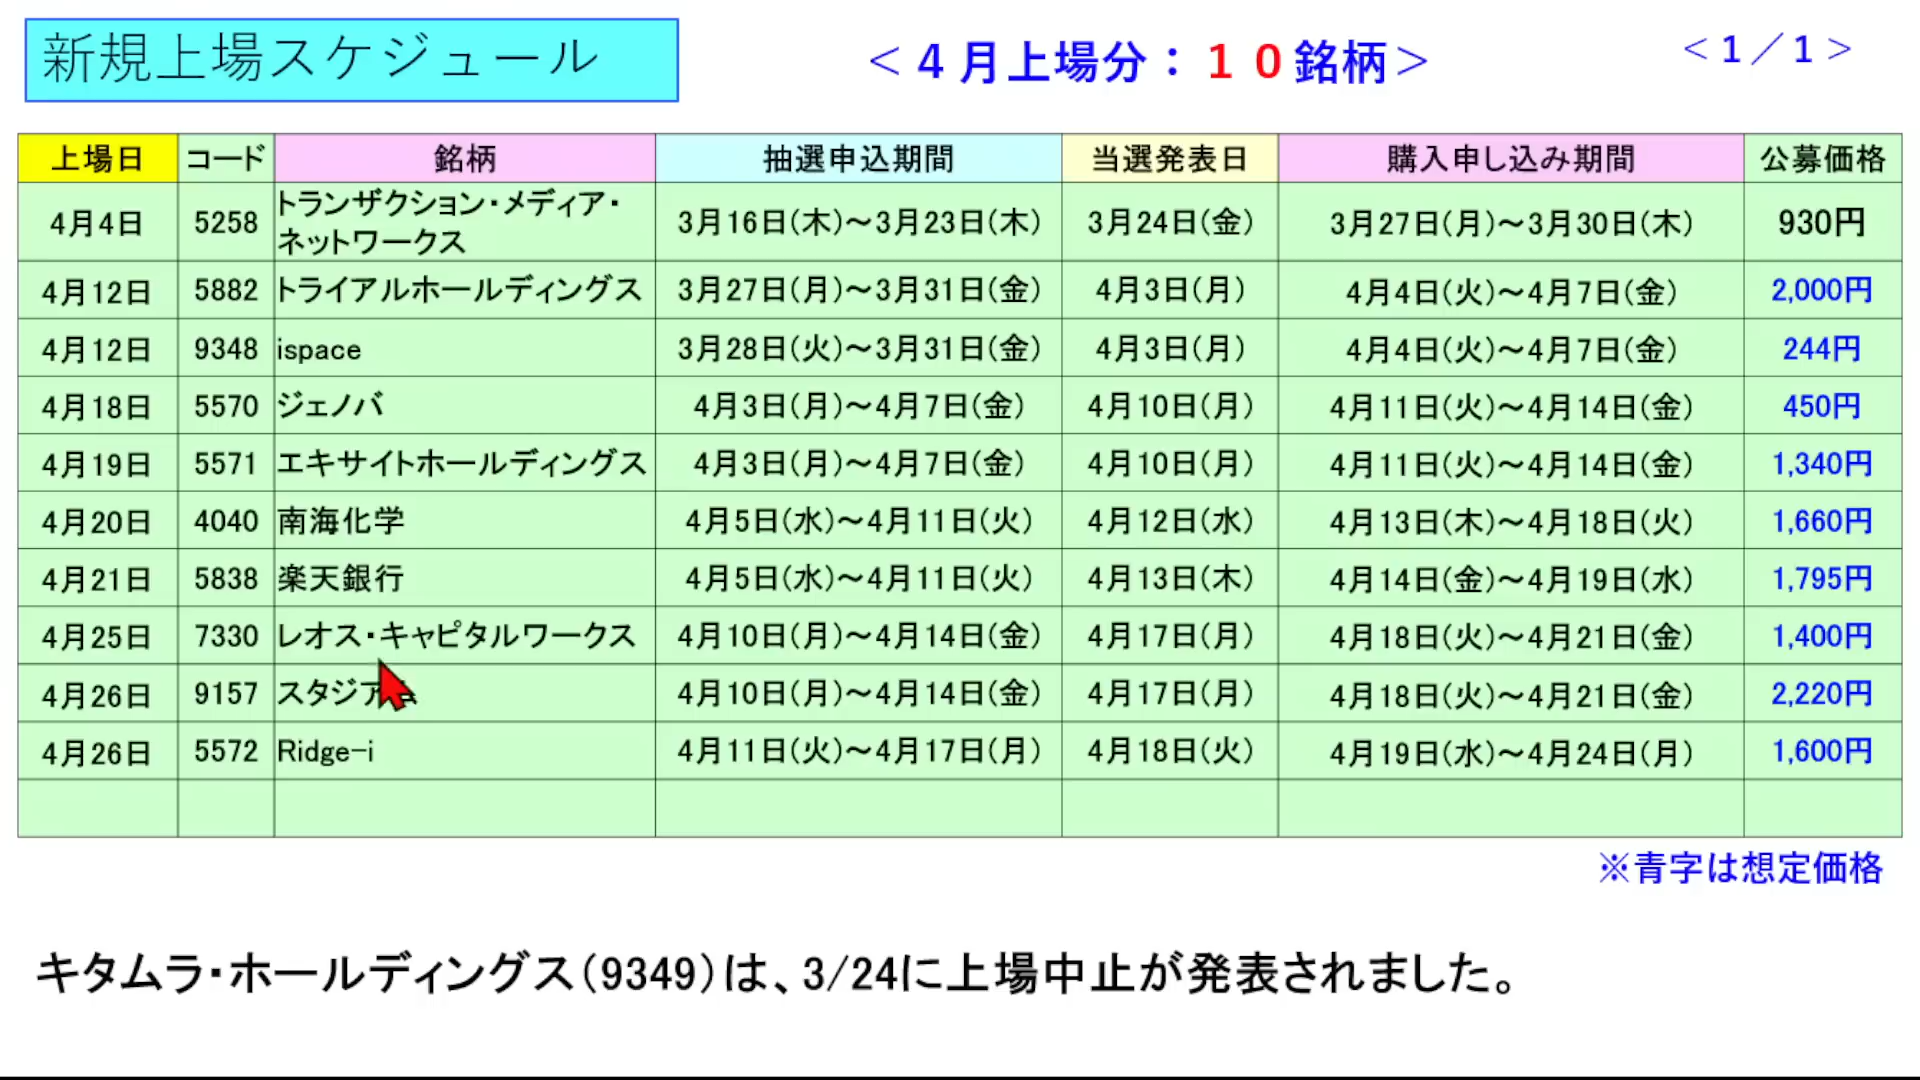 新規上場スケジュール
＜４月上場分：１０銘柄＞
＜１／１＞
上場日 コード 銘柄 抽選申込期間 当選発表日 購入申し込み期間 公募価格
4月4日 5258 トランザクション・メディア・
ネットワークス 3月16日(木)～3月23日(木) 3月24日(金) 3月27日(月)～3月30日(木) 930円
4月12日 5882 トライアルホールディングス 3月27日(月)～3月31日(金) 4月3日(月) 4月4日(火)～4月7日(金) 2,000円
4月12日 9348 ispace 3月28日(火)～3月31日(金) 4月3日(月) 4月4日(火)～4月7日(金) 244円
4月18日 5570 ジェノバ 4月3日(月)～4月7日(金) 4月10日(月) 4月11日(火)～4月14日(金) 450円
4月19日 5571 エキサイトホールディングス 4月3日(月)～4月7日(金) 4月10日(月) 4月11日(火)～4月14日(金) 1,340円
4月20日 4040 南海化学 4月5日(水)～4月11日(火) 4月12日(水) 4月13日(木)～4月18日(火) 1,660円
4月21日 5838 楽天銀行 4月5日(水)～4月11日(火) 4月13日(木) 4月14日(金)～4月19日(水) 1,795円
4月25日 7330 レオス・キャピタルワークス 4月10日(月)～4月14日(金) 4月17日(月) 4月18日(火)～4月21日(金) 1,400円
4月26日 9157 スタジアム 4月10日(月)～4月14日(金) 4月17日(月) 4月18日(火)～4月21日(金) 2,220円
4月26日 5572 Ridge-i 4月11日(火)～4月17日(月) 4月18日(火) 4月19日(水)～4月24日(月) 1,600円
※青字は想定価格
キタムラ・ホールディングス(9349)は、3/24に上場中止が発表されました。